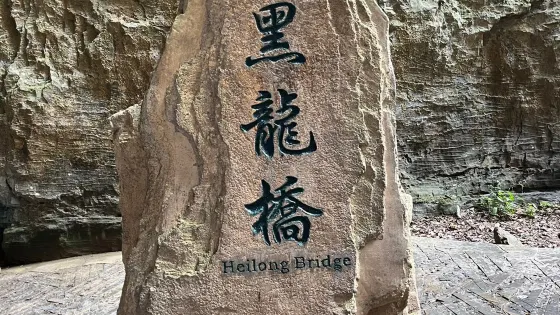 黑龍橋
Heilong Bridge